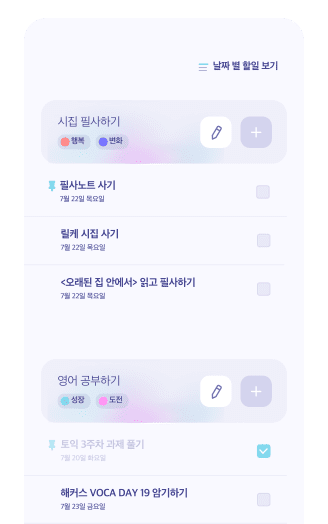 날짜 별 할일 보기
시집 필사하기
행복 변화
필사노트 사기
7월 22일 목요일
릴케 시집 사기
7월 22일 목요일
<오래된 집 안에서> 읽고 필사하기
7월 22일 목요일
영어 공부하기
성장 도전
토익 3주차 과제 풀기
7월 20일 화요일
해커스 VOCA DAY 19 암기하기
7월 23일 금요일